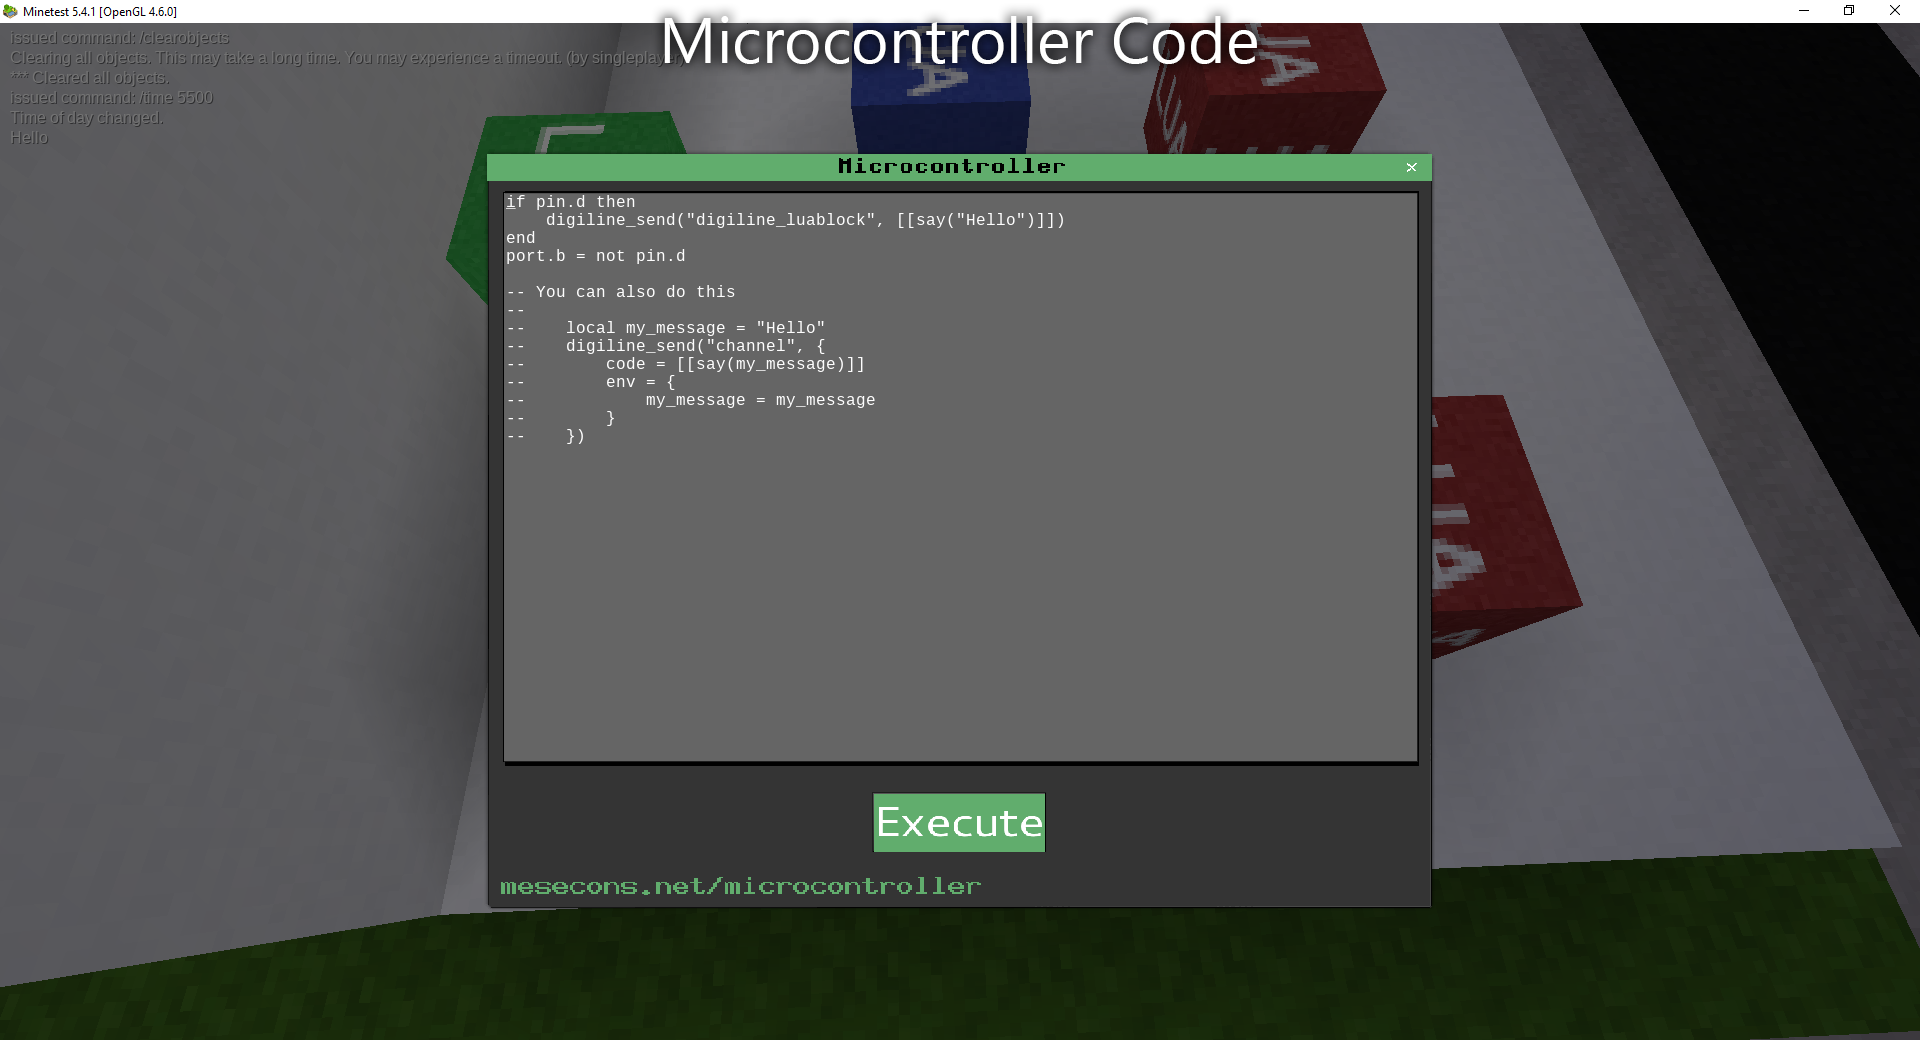 Minetest 5.4.1 [OpenGL 4.6.0]
Microcontroller Code
issued command: /clearobjects
Clearing all objects. This may take a long time. You may experience a timeout. (by singleplayer)
*** Cleared all objects.
issued command: /time 5500
Time of day changed.
Hello
Microcontroller
if pin.d then
    digiline_send("digiline_luablock", [[say("Hello")]])
end
port.b = not pin.d
-- You can also do this
--
--    local my_message = "Hello"
--    digiline_send("channel", {
--        code = [[say(my_message)]]
--        env = {
--            my_message = my_message
--        }
--    })
Execute
mesecons.net/microcontroller